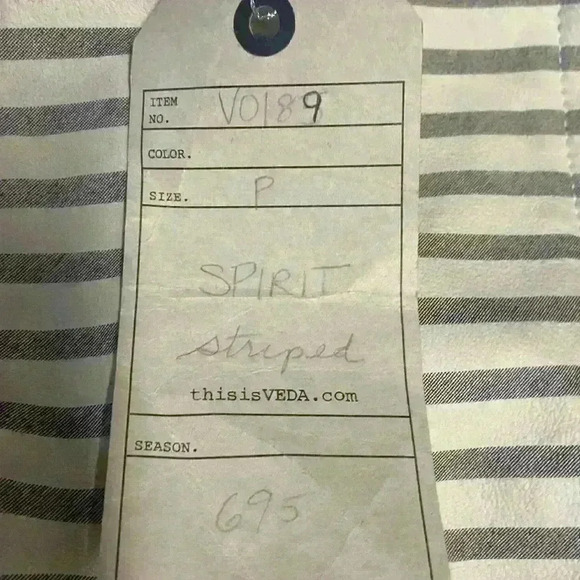 ITEM NO. V0189
COLOR.
SIZE. P
SPIRIT
striped
thisisVEDA.com
SEASON.
695